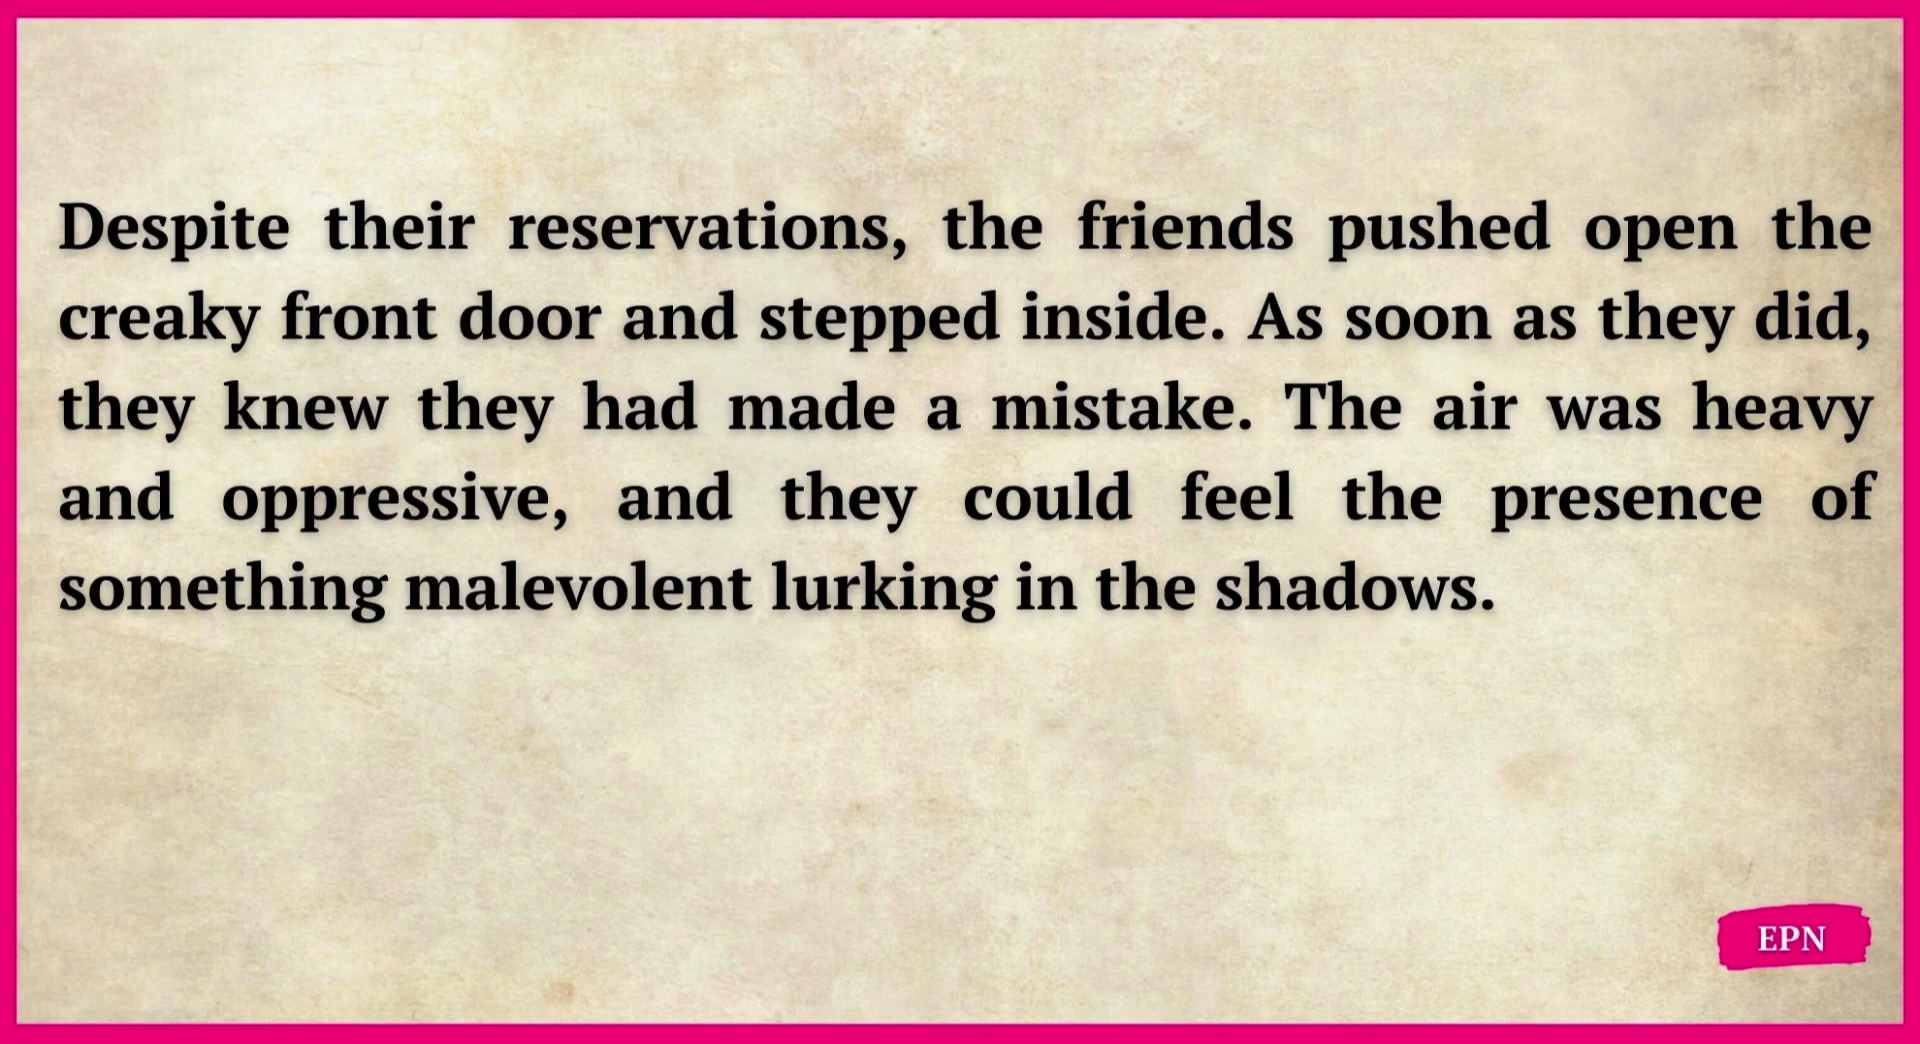 Despite their reservations, the friends pushed open the
creaky front door and stepped inside. As soon as they did,
they knew they had made a mistake. The air was heavy
and oppressive, and they could feel the presence of
something malevolent lurking in the shadows.
EPN